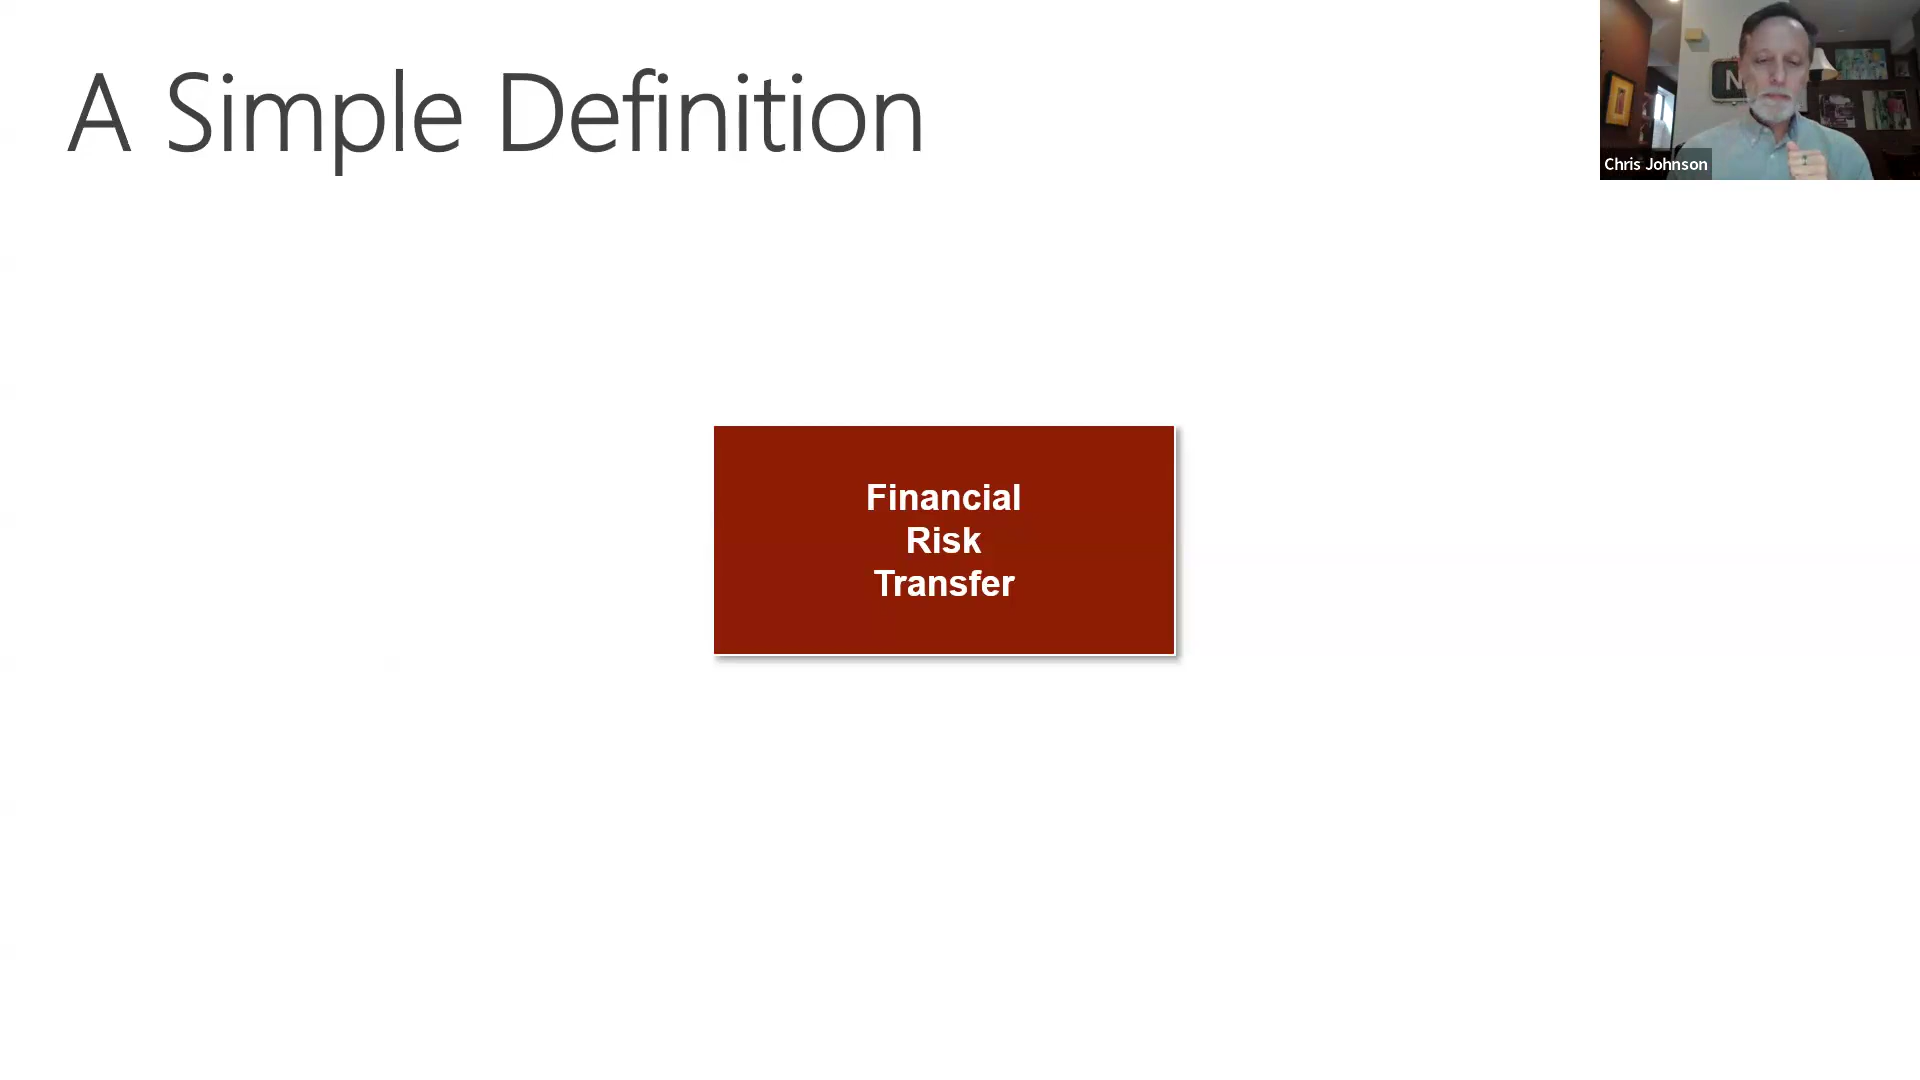 A Simple Definition
N
Chris Johnson
Financial
Risk
Transfer